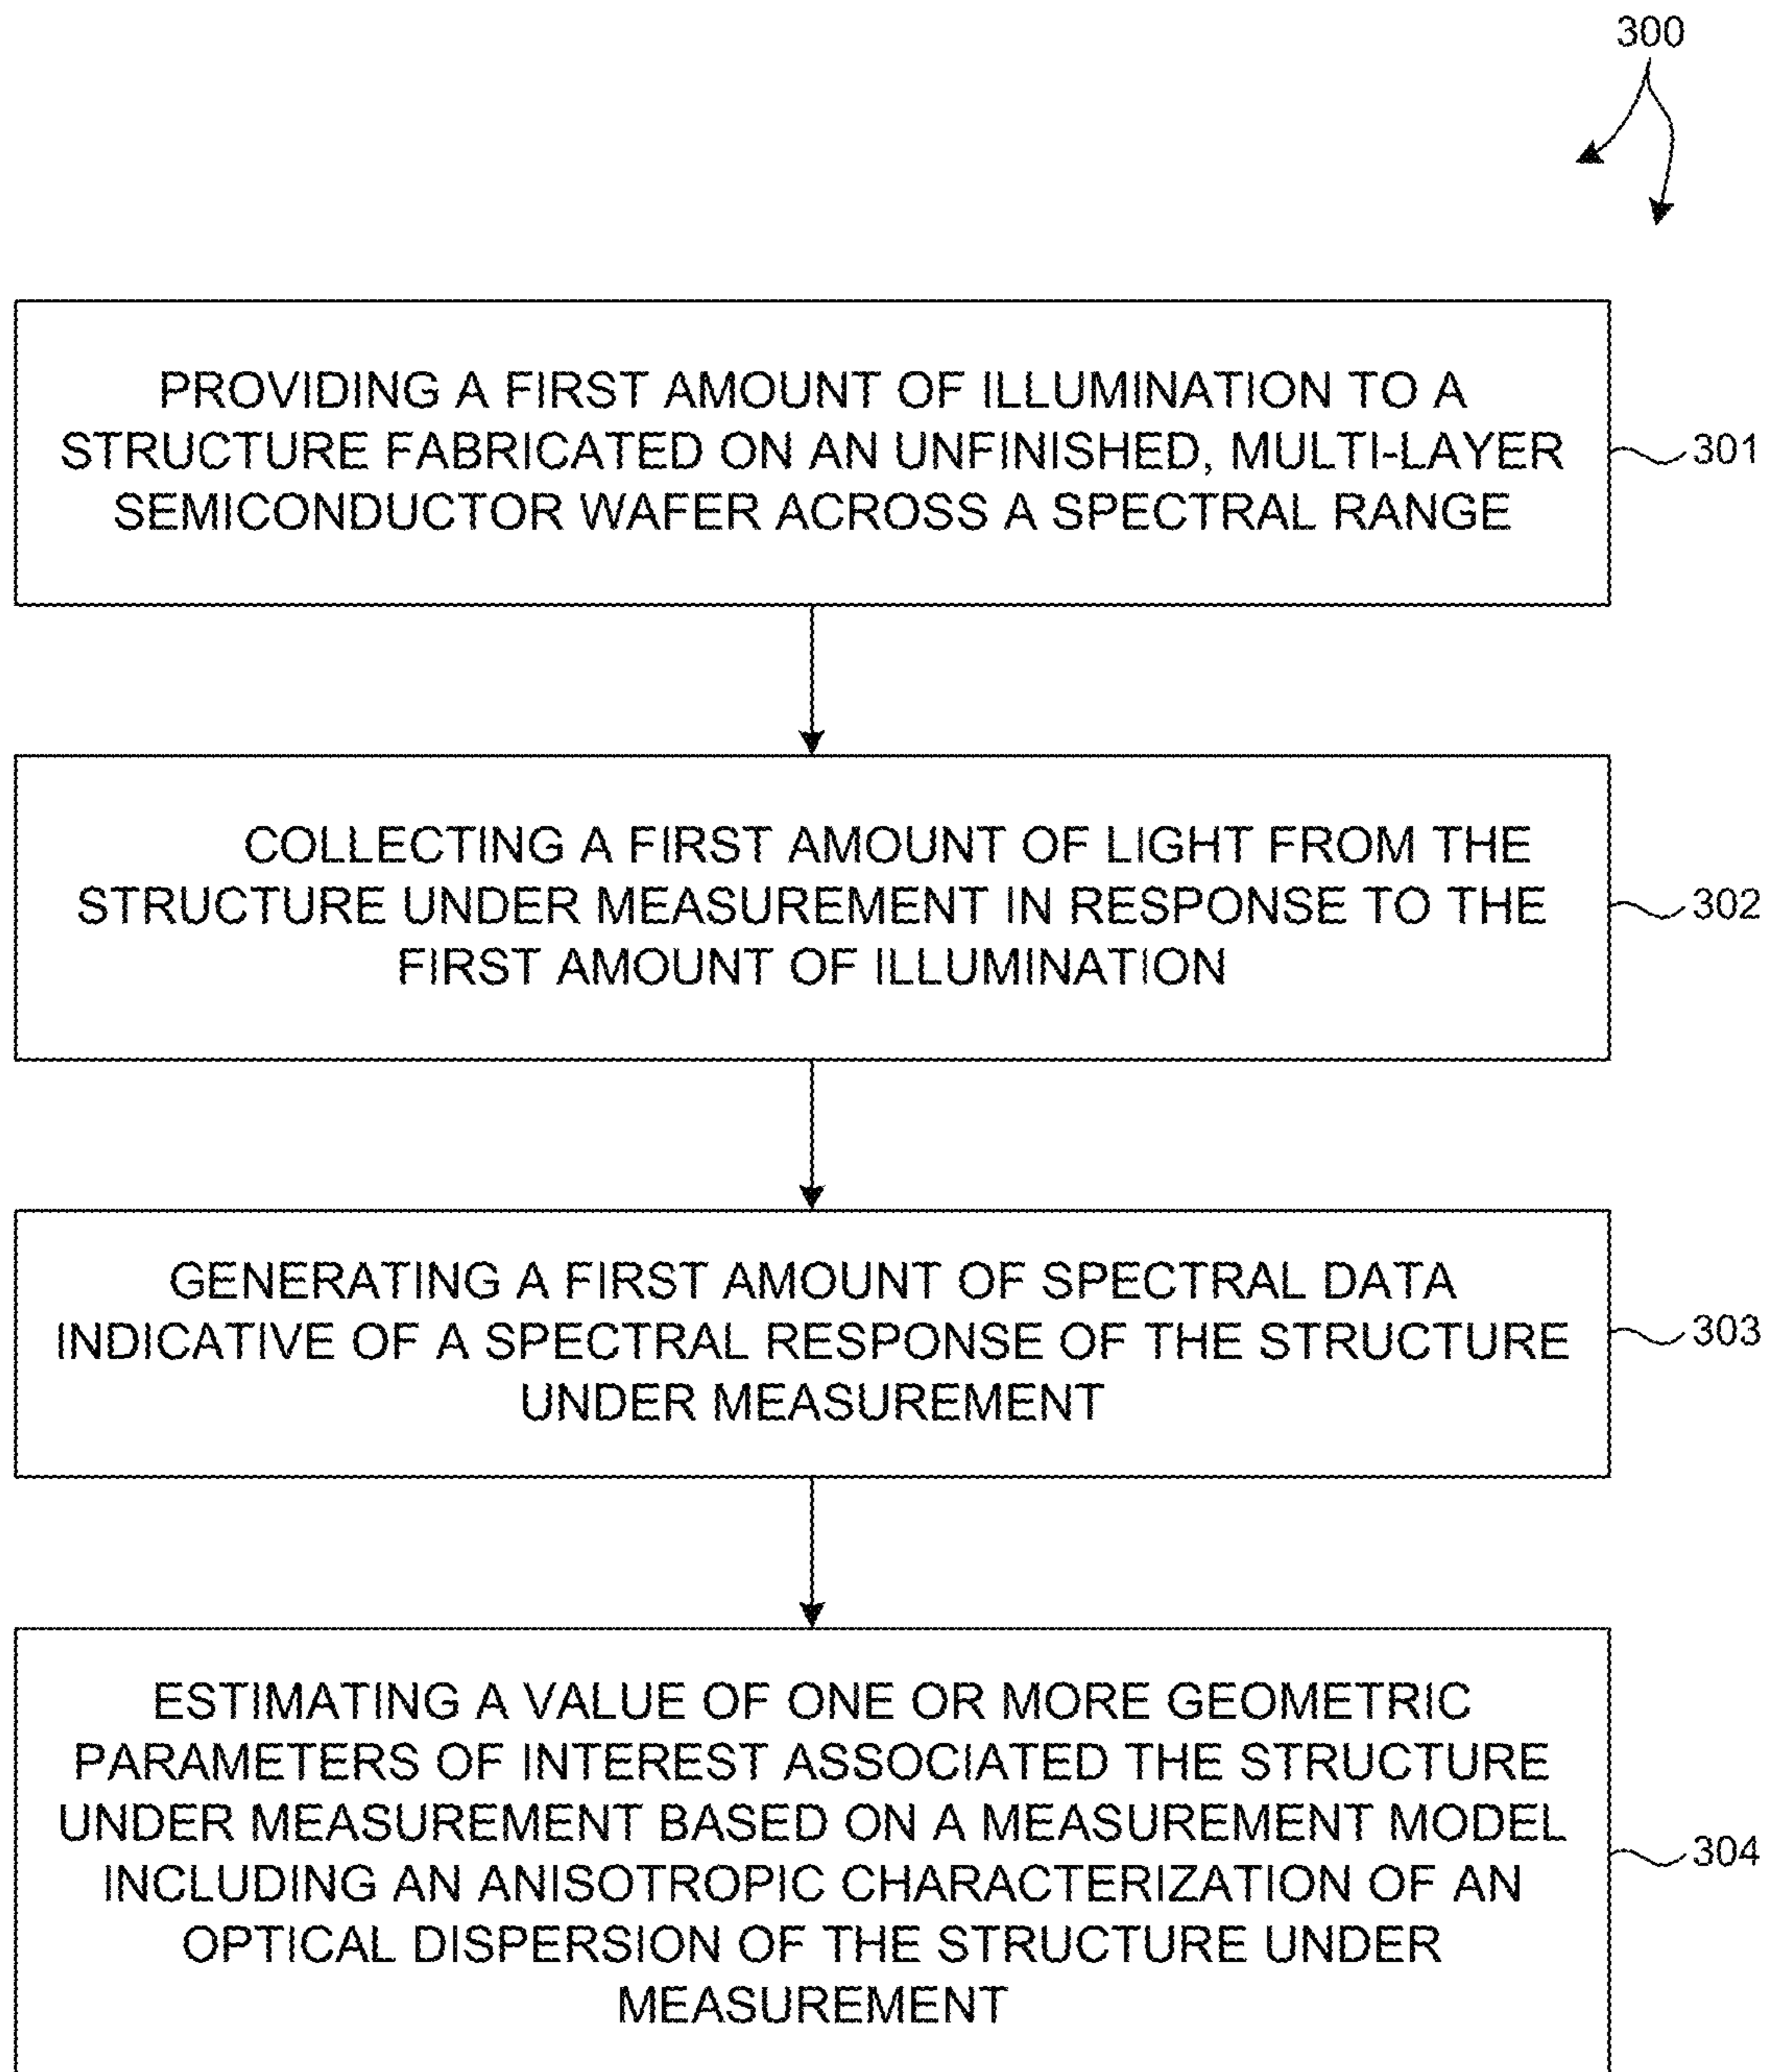 300
PROVIDING A FIRST AMOUNT OF ILLUMINATION TO A
STRUCTURE FABRICATED ON AN UNFINISHED, MULTI-LAYER
SEMICONDUCTOR WAFER ACROSS A SPECTRAL RANGE
301
COLLECTING A FIRST AMOUNT OF LIGHT FROM THE
STRUCTURE UNDER MEASUREMENT IN RESPONSE TO THE
FIRST AMOUNT OF ILLUMINATION
302
GENERATING A FIRST AMOUNT OF SPECTRAL DATA
INDICATIVE OF A SPECTRAL RESPONSE OF THE STRUCTURE
UNDER MEASUREMENT
303
ESTIMATING A VALUE OF ONE OR MORE GEOMETRIC
PARAMETERS OF INTEREST ASSOCIATED THE STRUCTURE
UNDER MEASUREMENT BASED ON A MEASUREMENT MODEL
INCLUDING AN ANISOTROPIC CHARACTERIZATION OF AN
OPTICAL DISPERSION OF THE STRUCTURE UNDER
MEASUREMENT
304